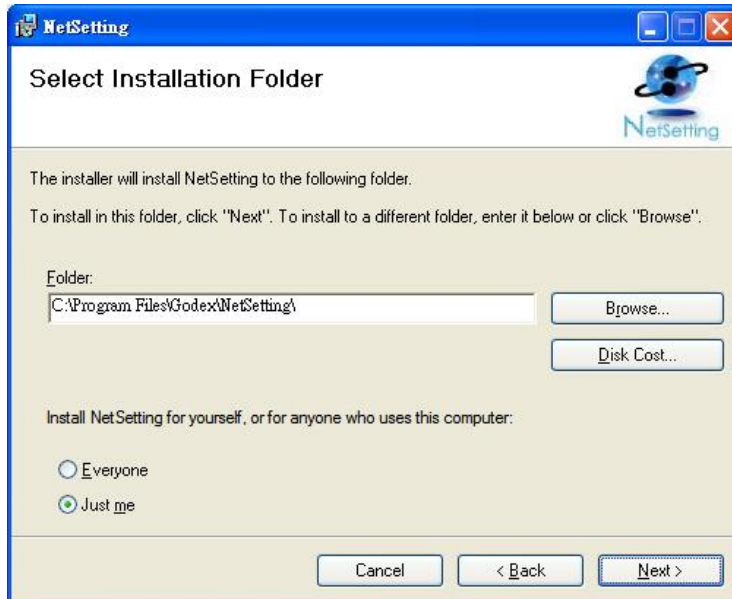 NetSetting
Select Installation Folder
NetSetting
The installer will install NetSetting to the following folder.
To install in this folder, click "Next". To install to a different folder, enter it below or click "Browse".
Folder:
C:\Program Files\Godex\NetSetting\
Browse...
Disk Cost...
Install NetSetting for yourself, or for anyone who uses this computer:
Everyone
Just me
Cancel
< Back
Next >